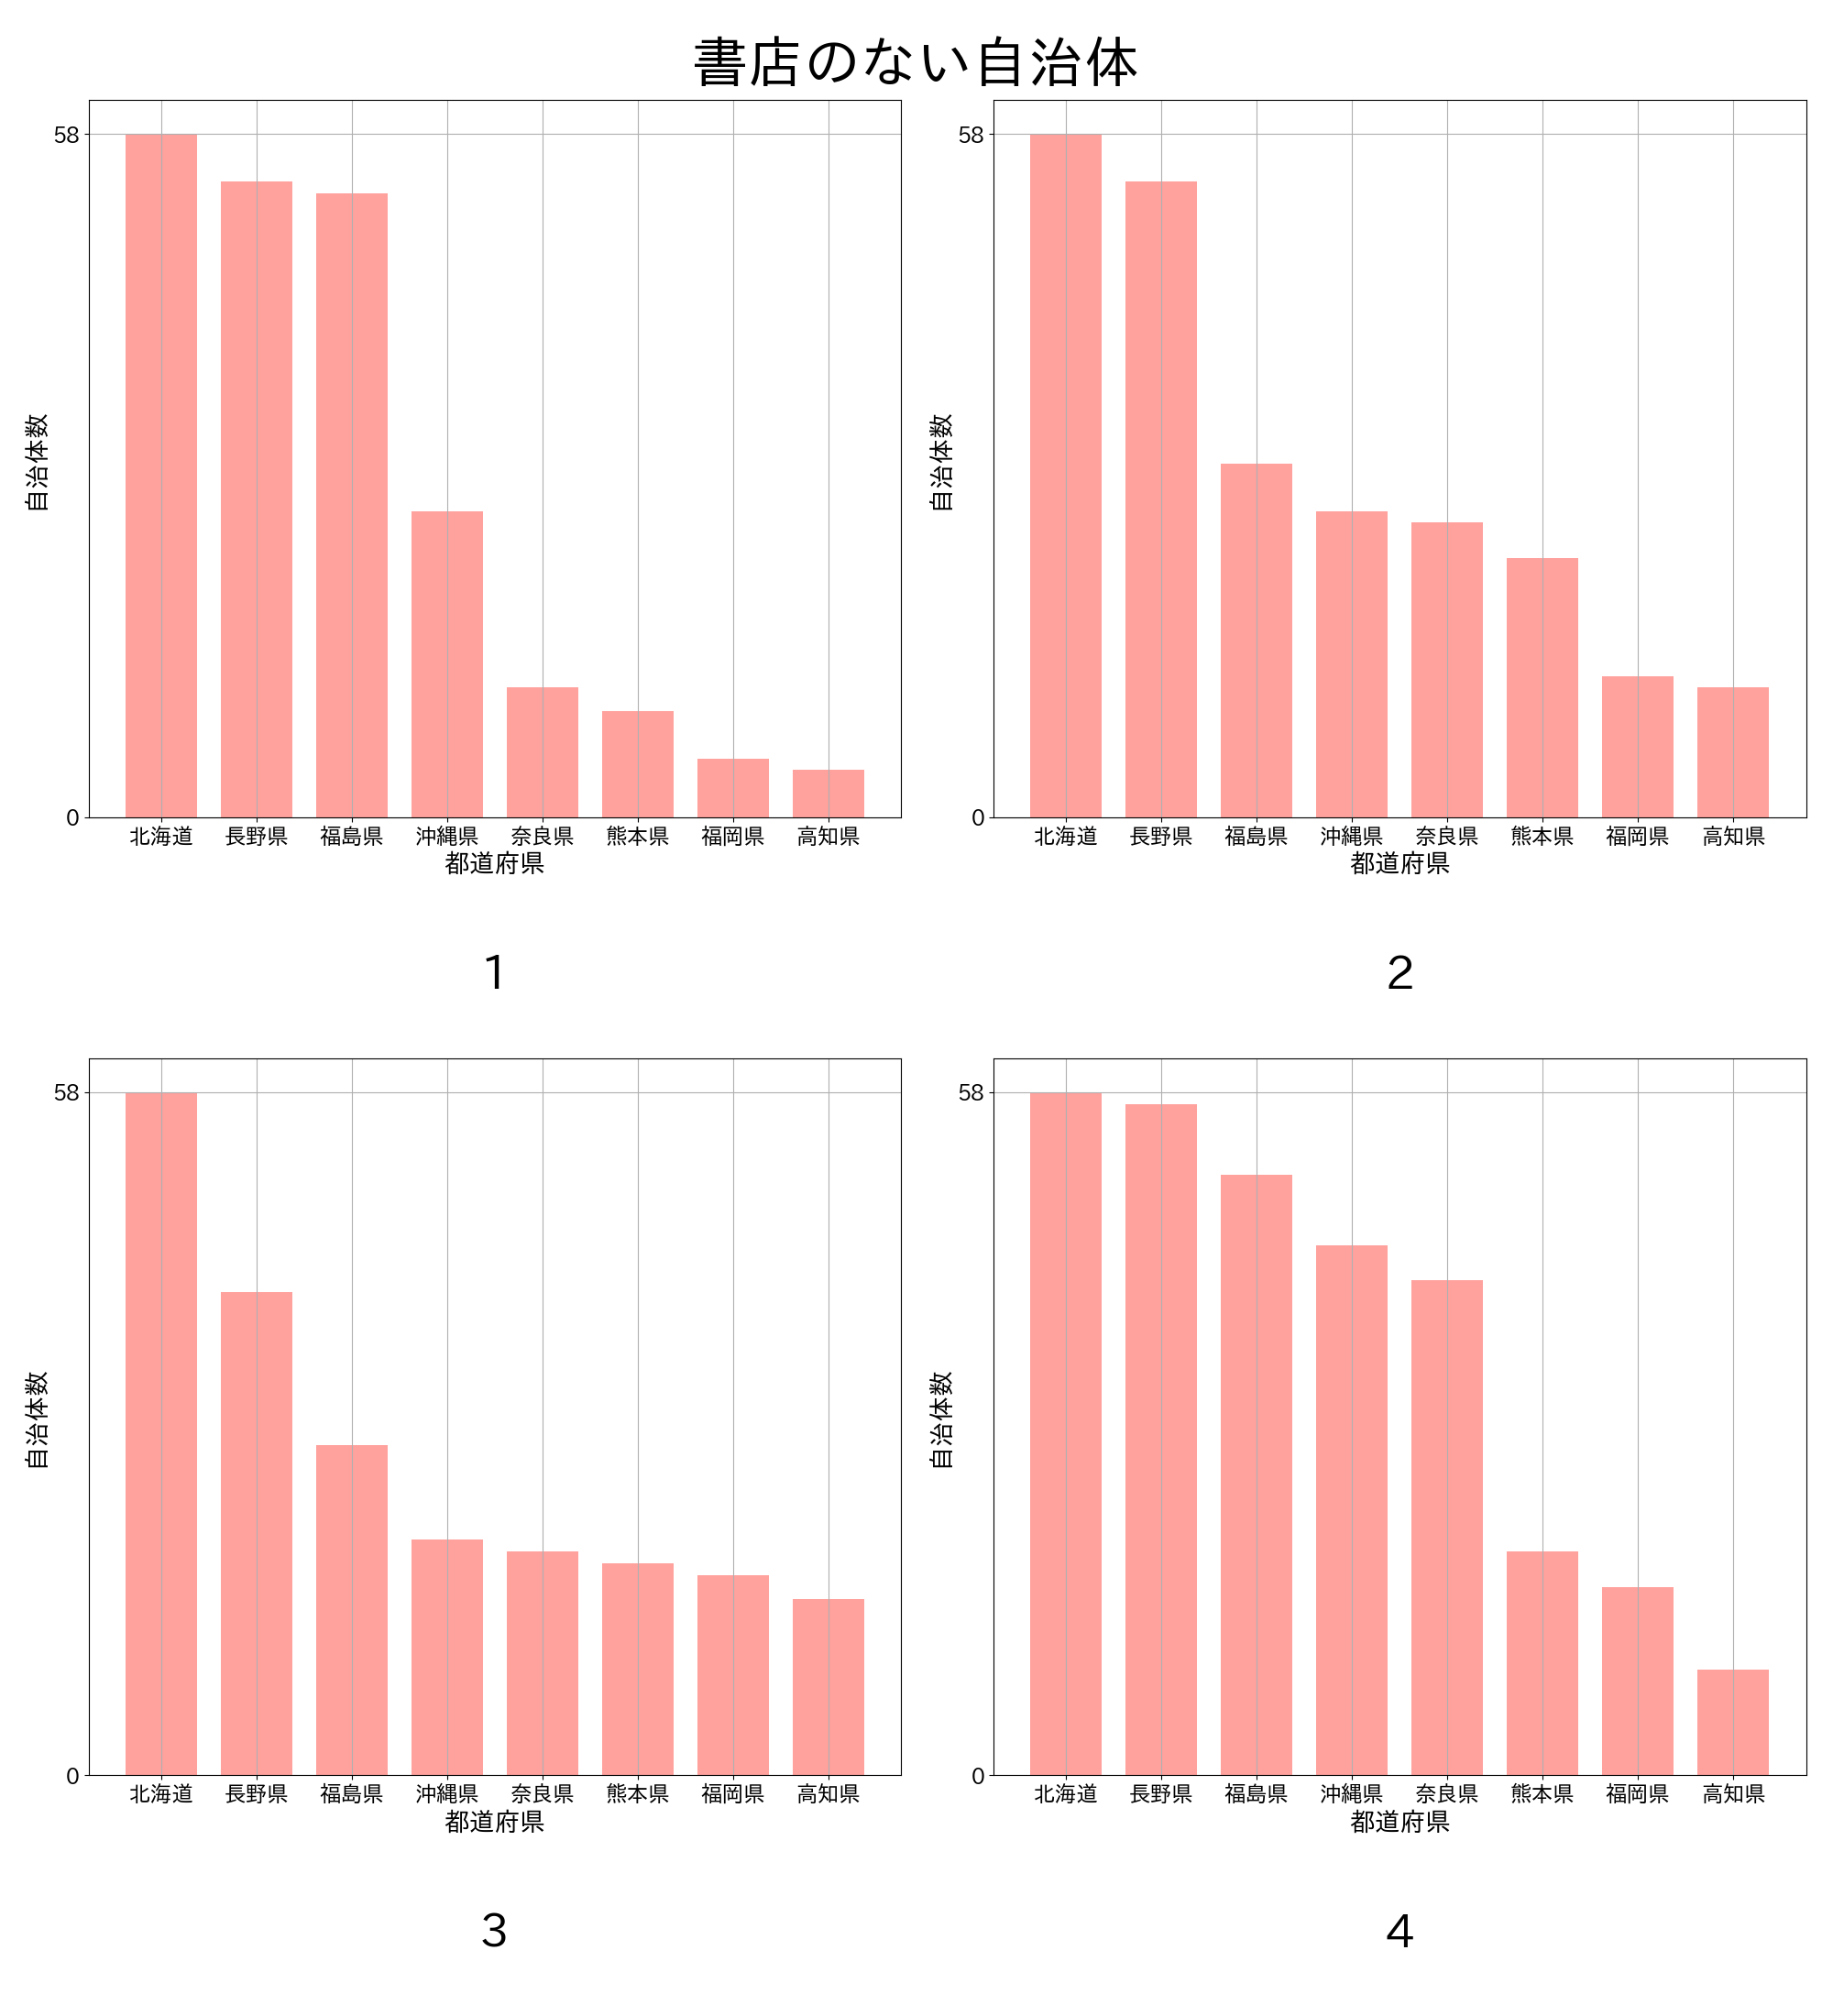 書店のない自治体
58
0
自治体数
北海道 長野県 福島県 沖縄県 奈良県 熊本県 福岡県 高知県
都道府県
1
58
0
自治体数
北海道 長野県 福島県 沖縄県 奈良県 熊本県 福岡県 高知県
都道府県
2
58
0
自治体数
北海道 長野県 福島県 沖縄県 奈良県 熊本県 福岡県 高知県
都道府県
3
58
0
自治体数
北海道 長野県 福島県 沖縄県 奈良県 熊本県 福岡県 高知県
都道府県
4